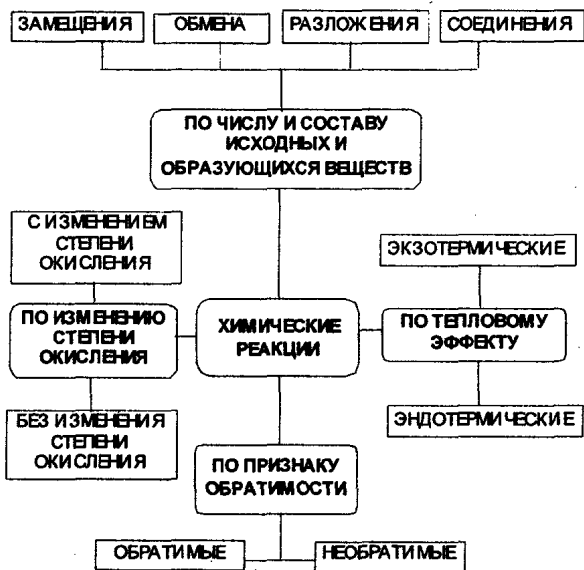 ЗАМЕЩЕНИЯ
ОБМЕНА
РАЗЛОЖЕНИЯ
СОЕДИНЕНИЯ
ПО ЧИСЛУ И СОСТАВУ
ИСХОДНЫХ И
ОБРАЗУЮЩИХСЯ ВЕЩЕСТВ
С ИЗМЕНЕНИЕМ
СТЕПЕНИ
ОКИСЛЕНИЯ
ЭКЗОТЕРМИЧЕСКИЕ
ПО ИЗМЕНЕНИЮ
СТЕПЕНИ
ОКИСЛЕНИЯ
ХИМИЧЕСКИЕ
РЕАКЦИИ
ПО ТЕПЛОВОМУ
ЭФФЕКТУ
БЕЗ ИЗМЕНЕНИЯ
СТЕПЕНИ
ОКИСЛЕНИЯ
ЭНДОТЕРМИЧЕСКИЕ
ПО ПРИЗНАКУ
ОБРАТИМОСТИ
ОБРАТИМЫЕ
НЕОБРАТИМЫЕ